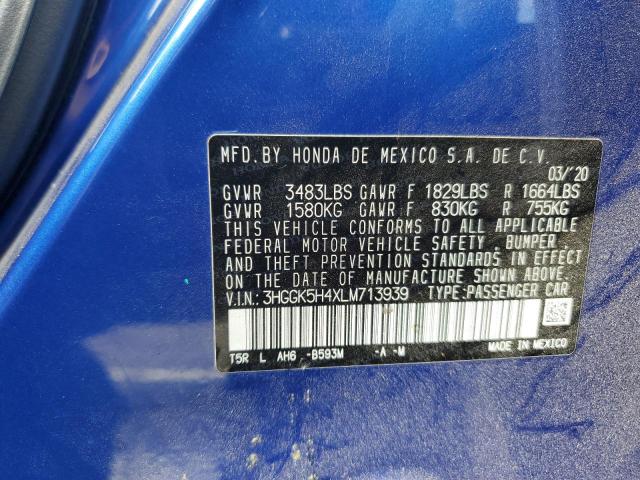 MFD.BY HONDA DE MEXICO S.A. DE C.V.
03/20
GVWR 3483LBS GAWR F 1829LBS R 1664LBS
GVWR 1580KG GAWR F 830KG R 755KG
THIS VEHICLE CONFORMS TO ALL APPLICABLE
FEDERAL MOTOR VEHICLE SAFETY, BUMPER,
AND THEFT PREVENTION STANDARDS IN EFFECT
ON THE DATE OF MANUFACTURE SHOWN ABOVE.
V.I.N.: 3HGGK5H4XLM713939 TYPE:PASSENGER CAR
T5R L AH6 -B593M -A -M MADE IN MEXICO